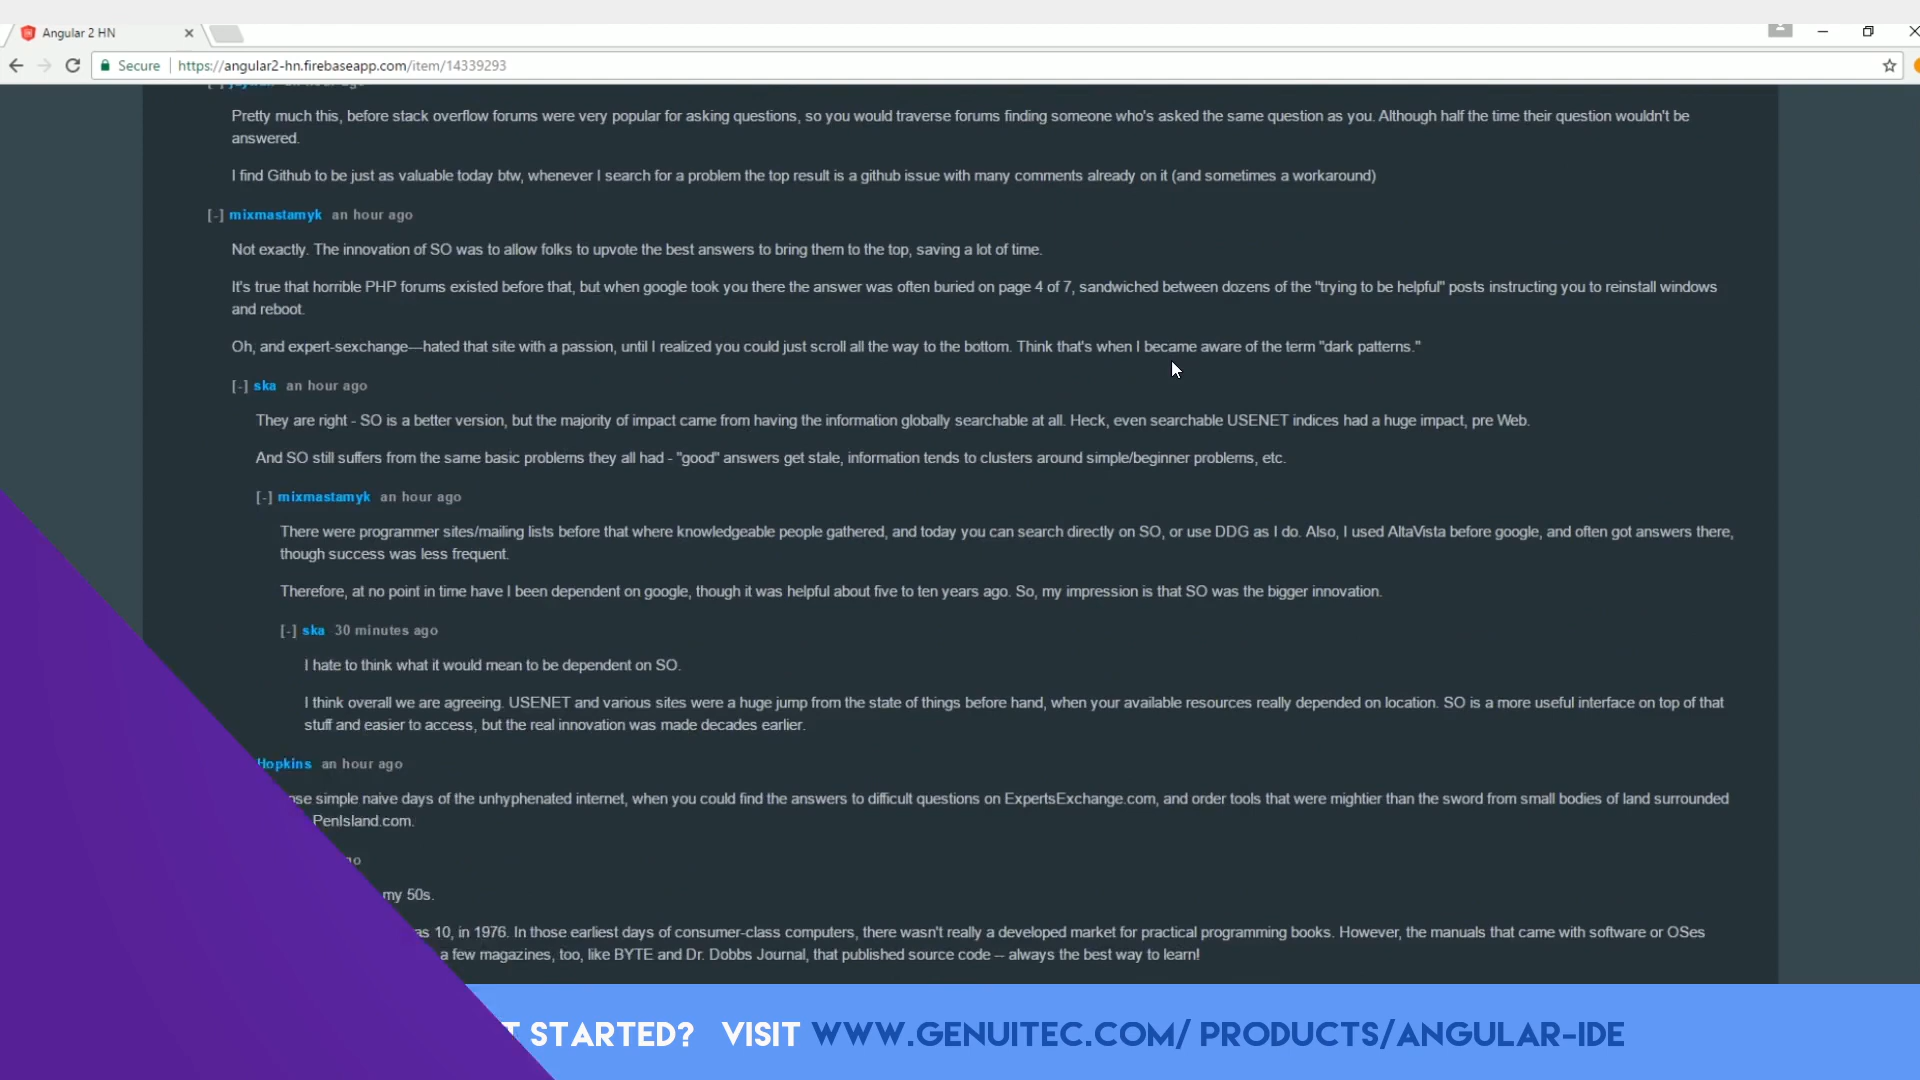 Angular 2 HN
Secure https://angular2-hn.firebaseapp.com/item/14339293
Pretty much this, before stack overflow forums were very popular for asking questions, so you would traverse forums finding someone who's asked the same question as you. Although half the time their question wouldn't be
answered.
I find Github to be just as valuable today btw, whenever I search for a problem the top result is a github issue with many comments already on it (and sometimes a workaround)
[-] mixmastamyk an hour ago
Not exactly. The innovation of SO was to allow folks to upvote the best answers to bring them to the top, saving a lot of time.
It's true that horrible PHP forums existed before that, but when google took you there the answer was often buried on page 4 of 7, sandwiched between dozens of the "trying to be helpful" posts instructing you to reinstall windows
and reboot.
Oh, and expert-sexchange—hated that site with a passion, until I realized you could just scroll all the way to the bottom. Think that's when I became aware of the term "dark patterns."
[-] ska an hour ago
They are right - SO is a better version, but the majority of impact came from having the information globally searchable at all. Heck, even searchable USENET indices had a huge impact, pre Web.
And SO still suffers from the same basic problems they all had - "good" answers get stale, information tends to clusters around simple/beginner problems, etc.
[-] mixmastamyk an hour ago
There were programmer sites/mailing lists before that where knowledgeable people gathered, and today you can search directly on SO, or use DDG as I do. Also, I used AltaVista before google, and often got answers there,
though success was less frequent.
Therefore, at no point in time have I been dependent on google, though it was helpful about five to ten years ago. So, my impression is that SO was the bigger innovation.
[-] ska 30 minutes ago
I hate to think what it would mean to be dependent on SO.
I think overall we are agreeing. USENET and various sites were a huge jump from the state of things before hand, when your available resources really depended on location. SO is a more useful interface on top of that
stuff and easier to access, but the real innovation was made decades earlier.
Hopkins an hour ago
simple naive days of the unhyphenated internet, when you could find the answers to difficult questions on ExpertsExchange.com, and order tools that were mightier than the sword from small bodies of land surrounded
PenIsland.com.
my 50s.
10, in 1976. In those earliest days of consumer-class computers, there wasn't really a developed market for practical programming books. However, the manuals that came with software or OSes
a few magazines, too, like BYTE and Dr. Dobbs Journal, that published source code -- always the best way to learn!
STARTED? VISIT WWW.GENUITEC.COM/ PRODUCTS/ANGULAR-IDE